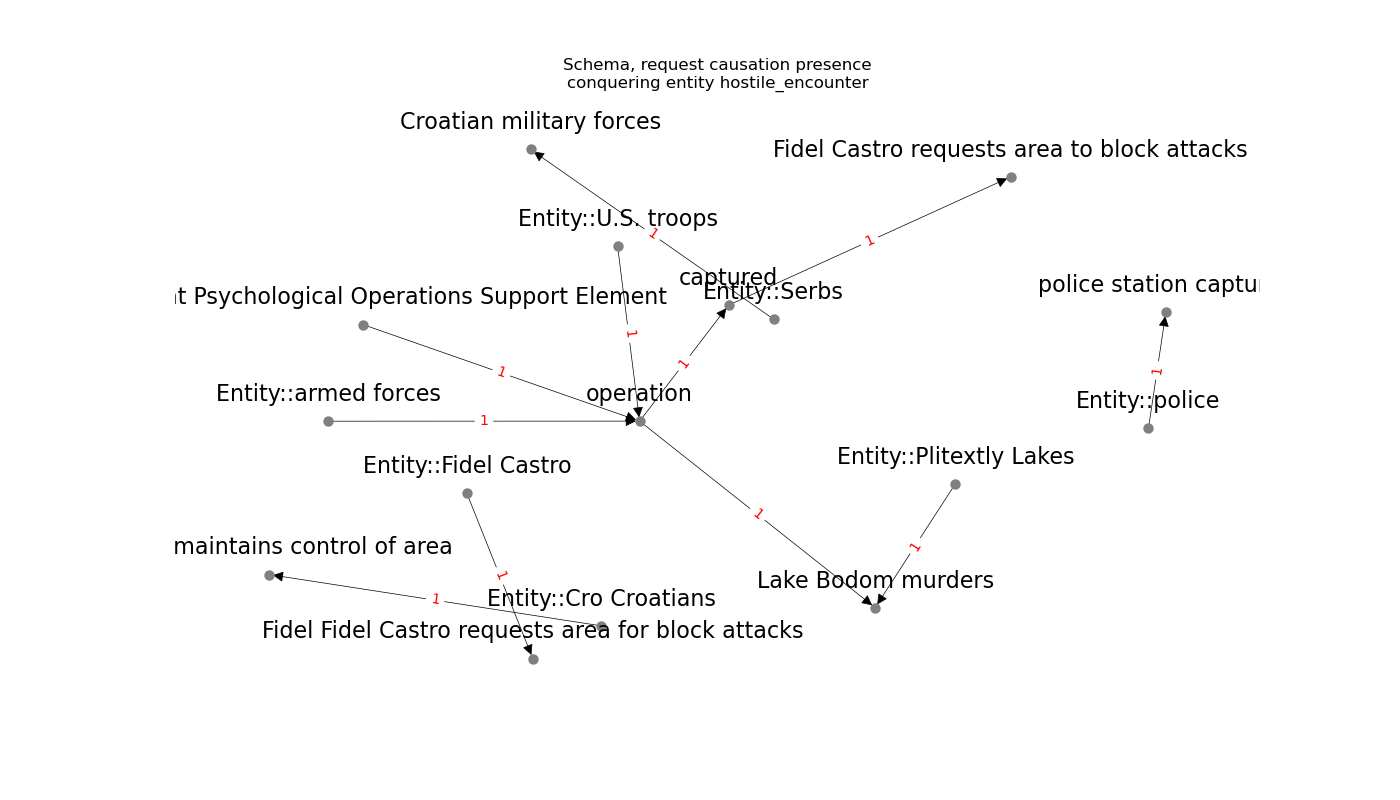 Schema, request causation presence
conquering entity hostile_encounter
Croatian military forces
Fidel Castro requests area to block attacks
Entity::U.S. troops
1
1
captured
police station captur
Entity::Serbs
t Psychological Operations Support Element
1
1
1
1
Entity::armed forces
operation
Entity::police
1
Entity::Plitextly Lakes
Entity::Fidel Castro
1
maintains control of area
1
1
Lake Bodom murders
1
Entity::Cro Croatians
Fidel Fidel Castro requests area for block attacks